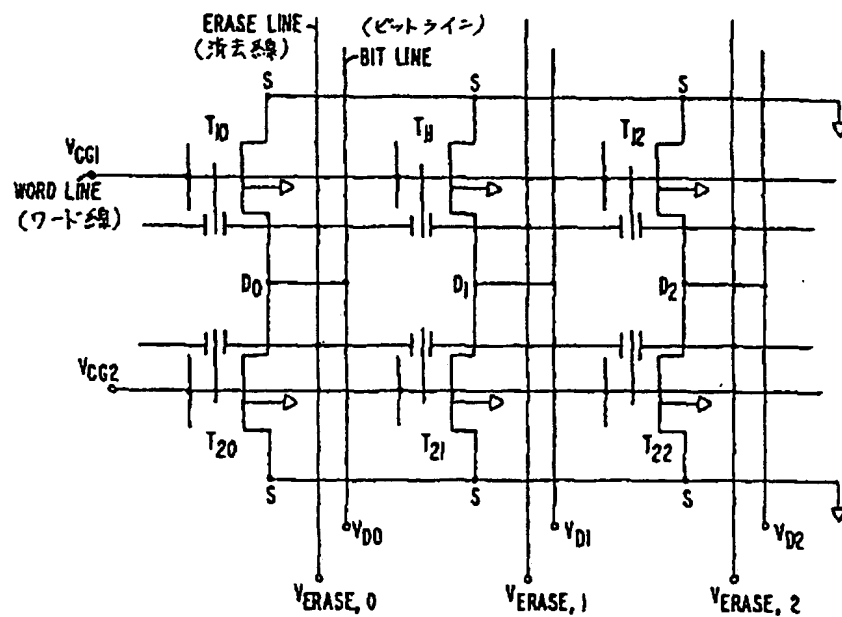 ERASE LINE
(消去線)
(ビットライン)
BIT LINE
S S S
T10 T11 T12
VCG1
WORD LINE
(ワード線)
D0 D1 D2
VCG2
T20 T21 T22
S S S
VD0 VD1 VD2
VERASE, 0 VERASE, 1 VERASE, 2